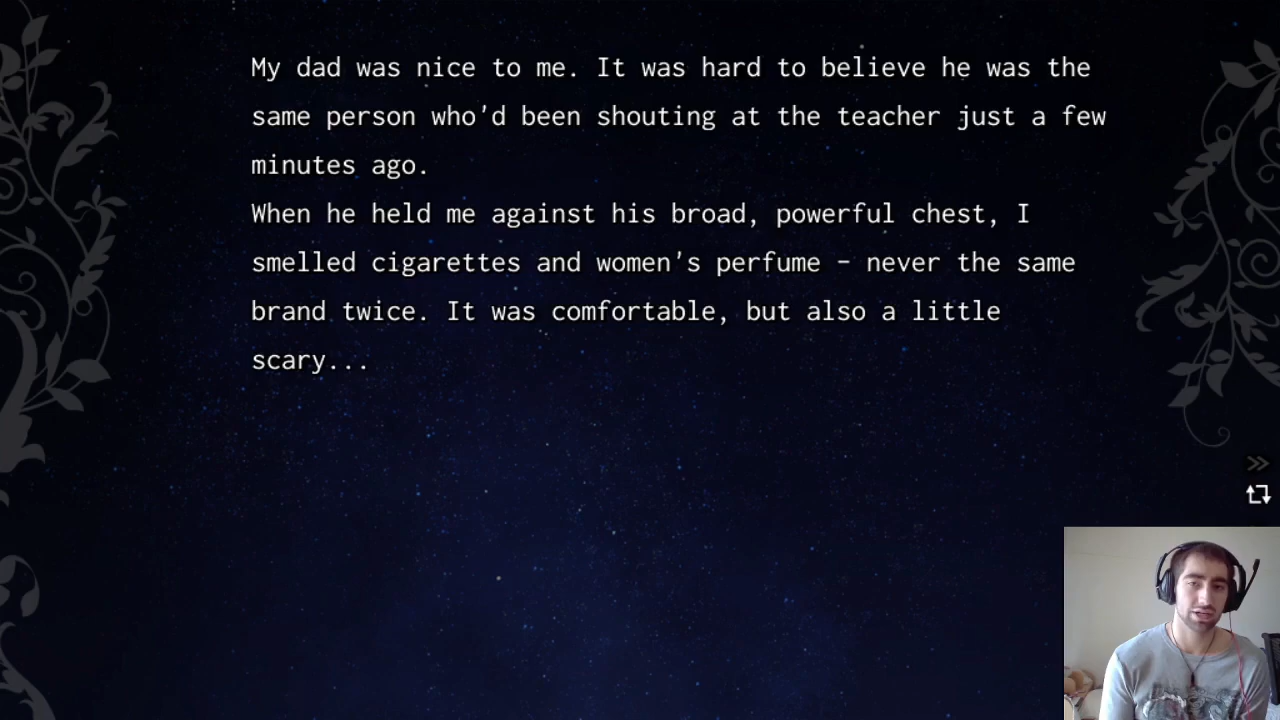 My dad was nice to me. It was hard to believe he was the
same person who'd been shouting at the teacher just a few
minutes ago.
When he held me against his broad, powerful chest, I
smelled cigarettes and women's perfume – never the same
brand twice. It was comfortable, but also a little
scary...